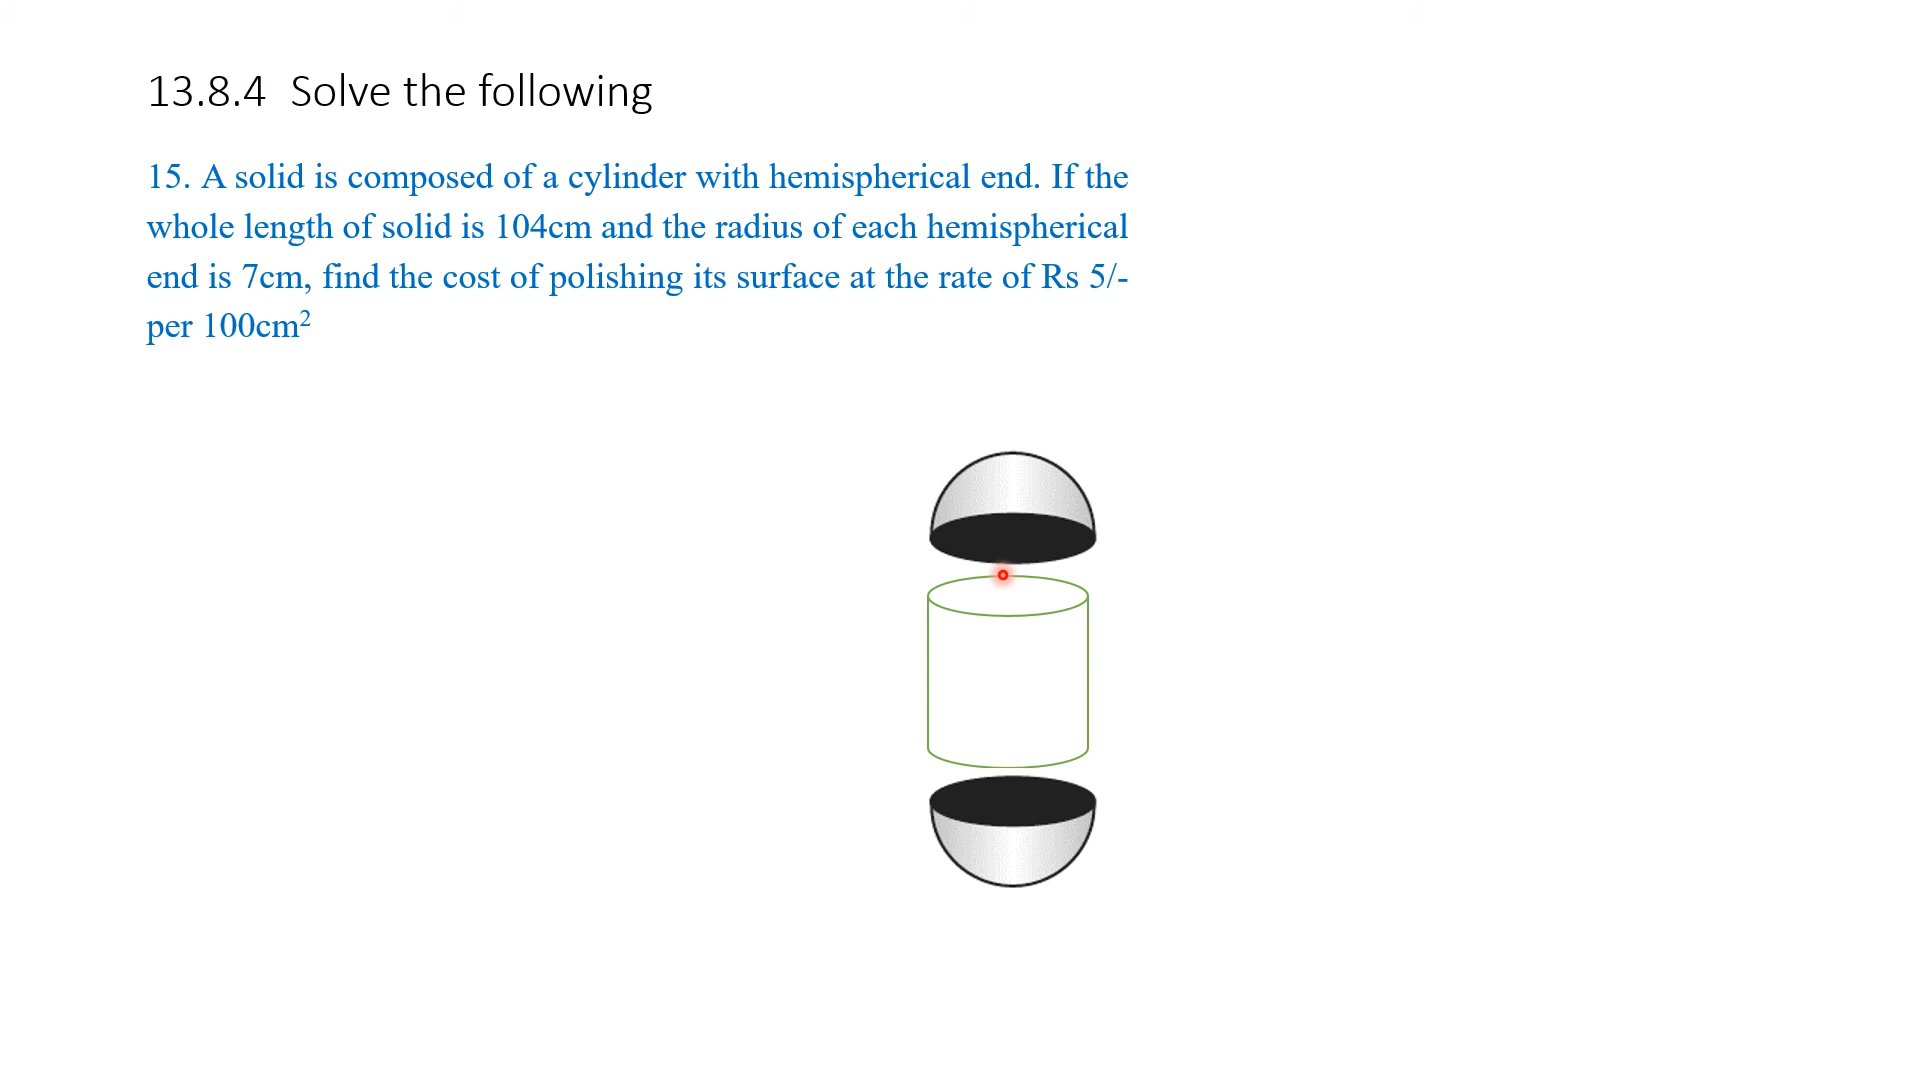 13.8.4 Solve the following
15. A solid is composed of a cylinder with hemispherical end. If the
whole length of solid is 104cm and the radius of each hemispherical
end is 7cm, find the cost of polishing its surface at the rate of Rs 5/-
per 100cm²